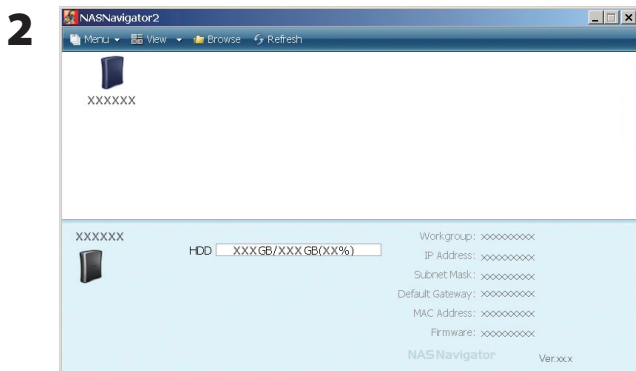 2
NASNavigator2
Menu View Browse Refresh
XXXXXX
XXXXXX
HDD XXXGB/XXXGB(XX%)
Workgroup: xxxxxxxxx
IP Address: xxxxxxxxx
Subnet Mask: xxxxxxxxx
Default Gateway: xxxxxxxxx
MAC Address: xxxxxxxxx
Firmware: xxxxxxxxx
NAS Navigator Ver.xx.x